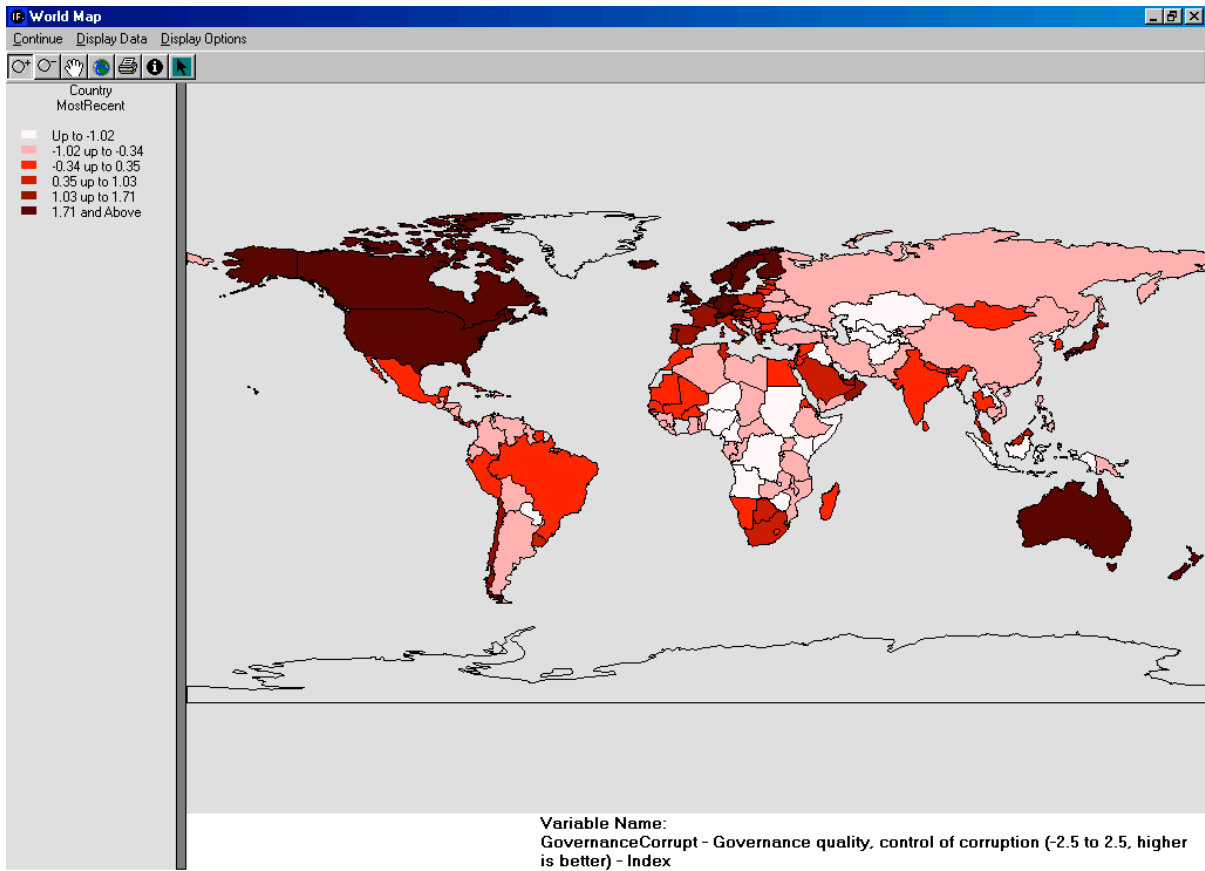 IF: World Map
Continue Display Data Display Options
Country
MostRecent
Up to -1.02
-1.02 up to -0.34
-0.34 up to 0.35
0.35 up to 1.03
1.03 up to 1.71
1.71 and Above
Variable Name:
GovernanceCorrupt - Governance quality, control of corruption (-2.5 to 2.5, higher
is better) - Index